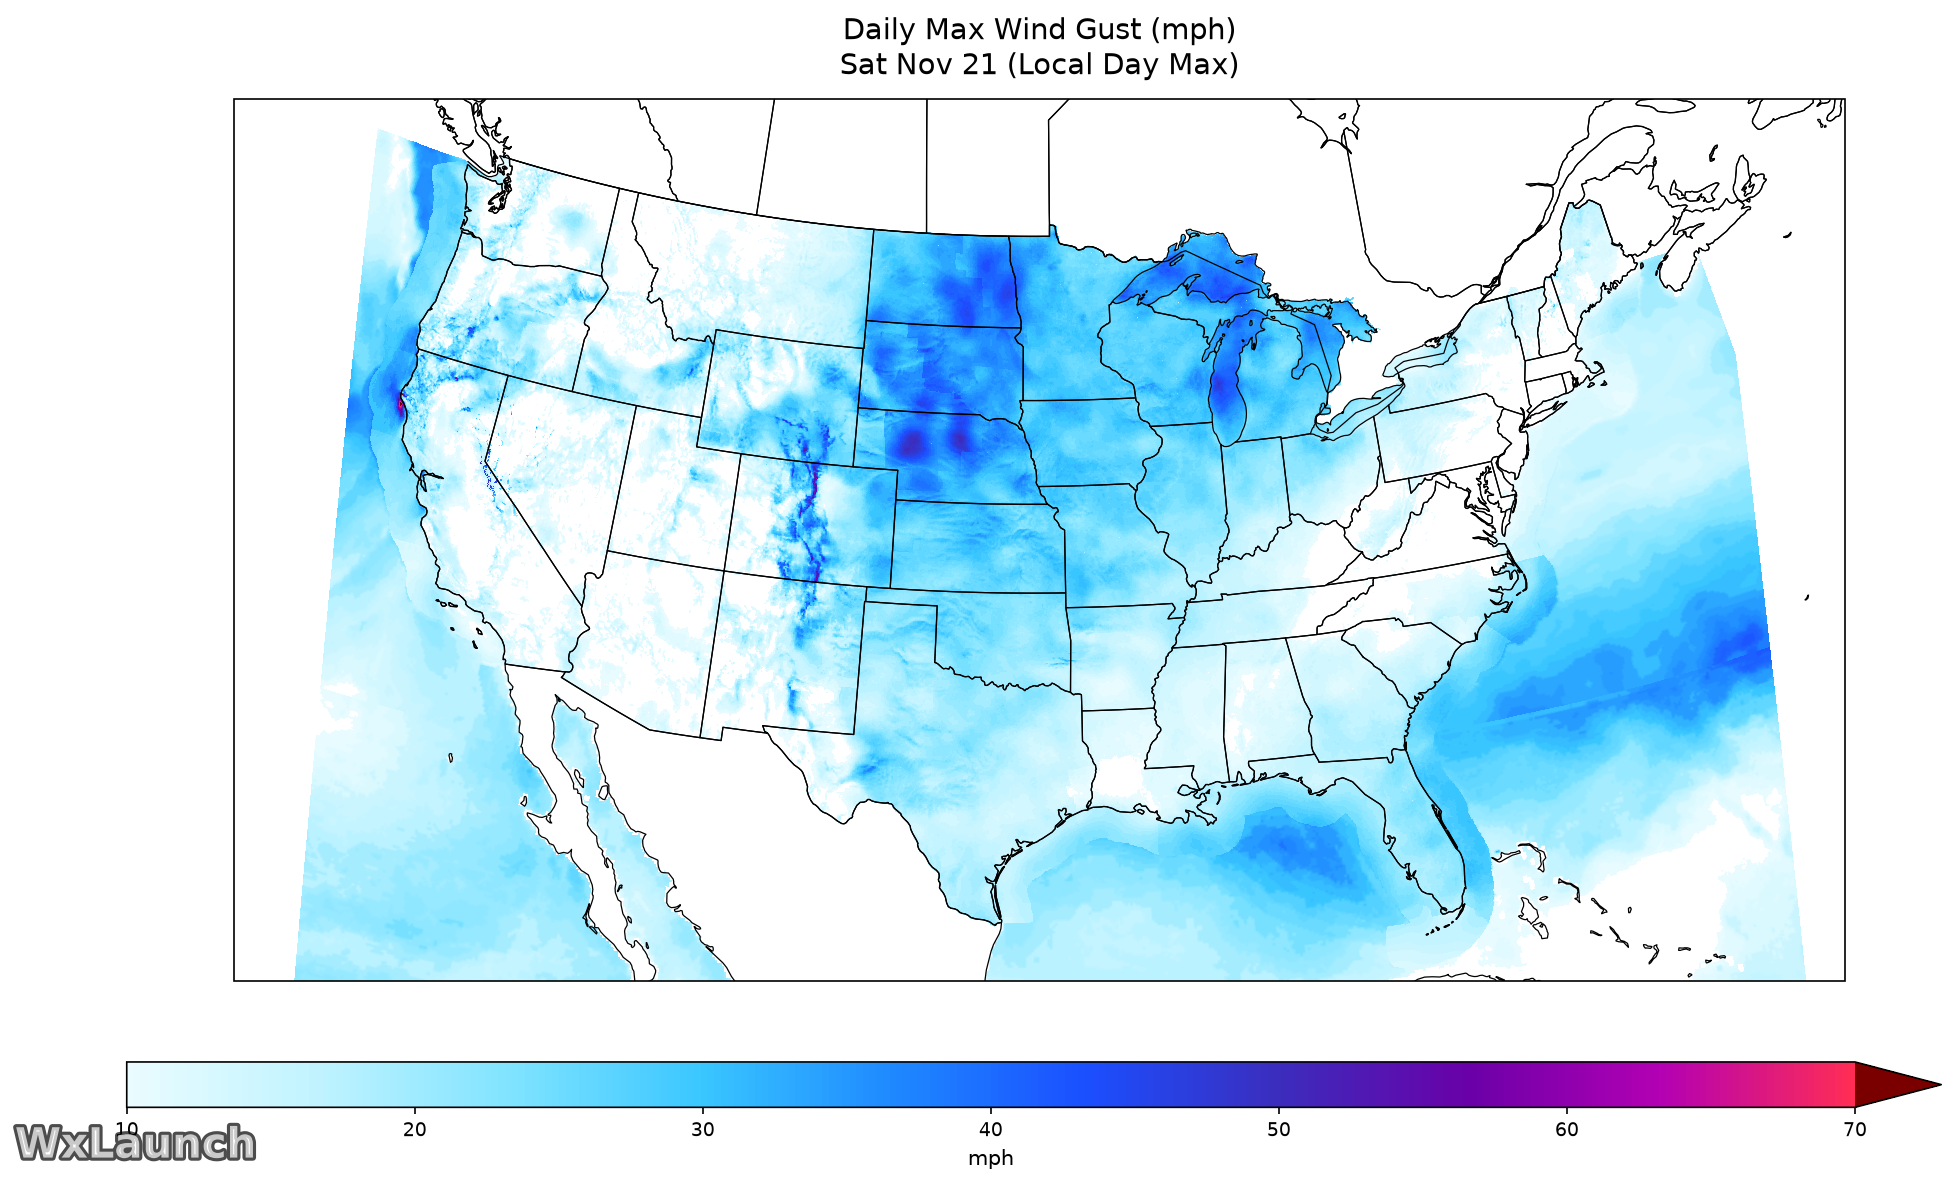 Daily Max Wind Gust (mph)
Sat Nov 21 (Local Day Max)
10 20 30 40 50 60 70
mph
WxLaunch